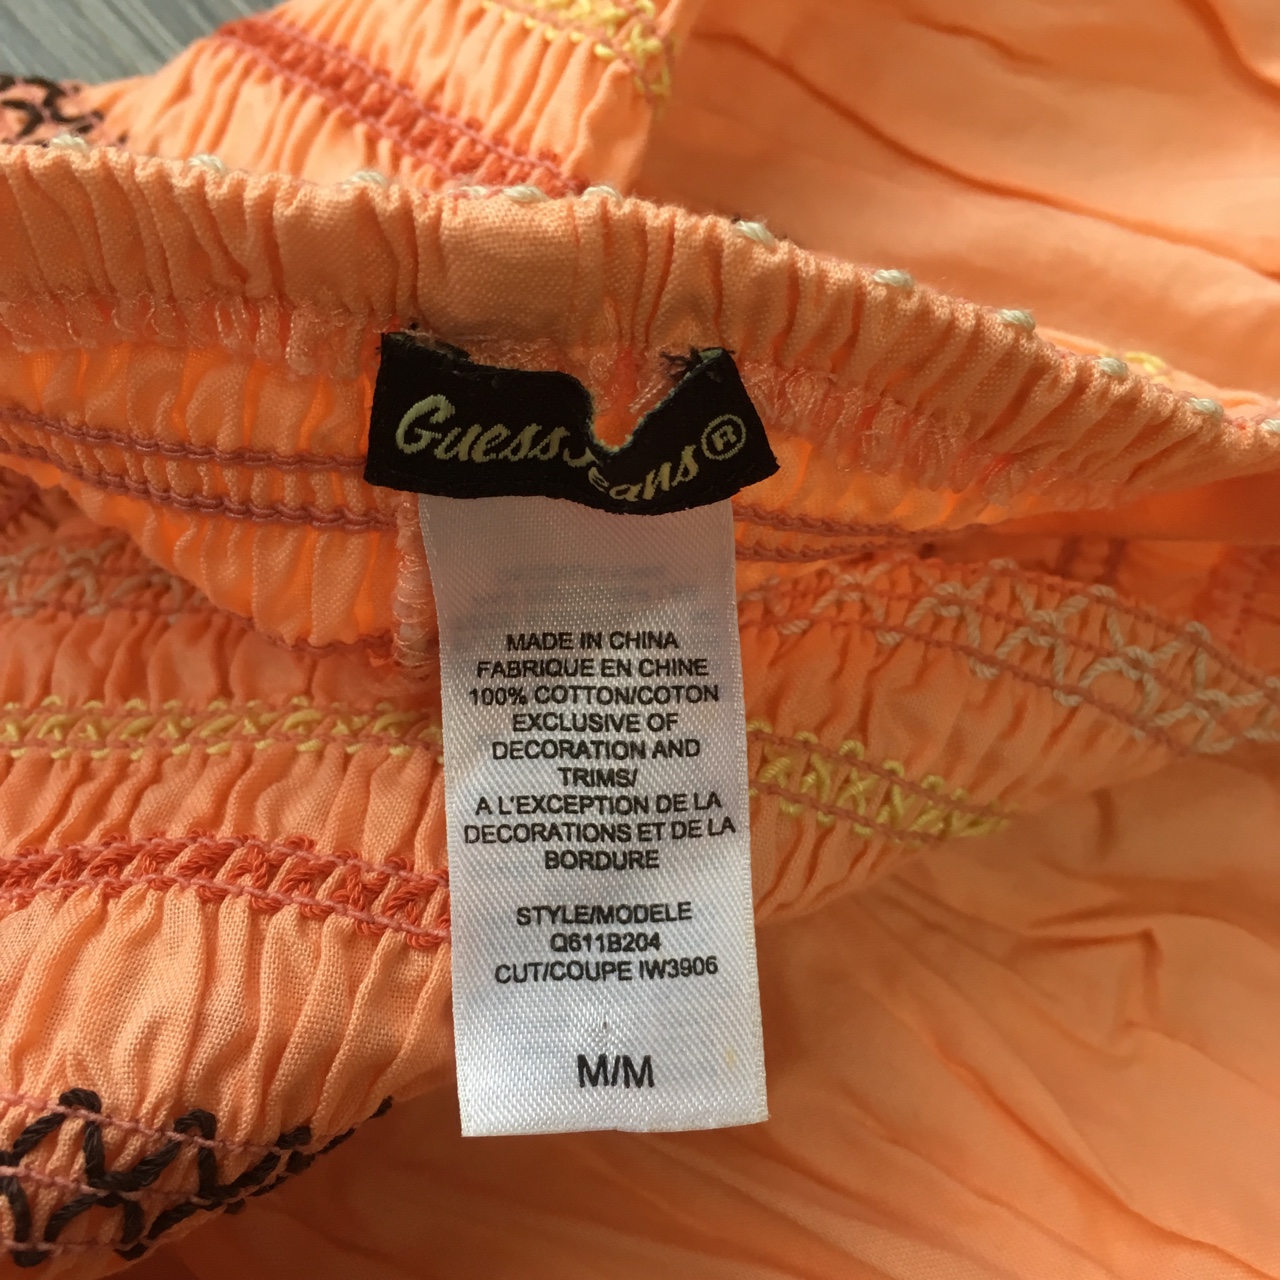 Guess Jeans®
MADE IN CHINA
FABRIQUE EN CHINE
100% COTTON/COTON
EXCLUSIVE OF
DECORATION AND
TRIMS/
A L'EXCEPTION DE LA
DECORATIONS ET DE LA
BORDURE
STYLE/MODELE
Q611B204
CUT/COUPE IW3906
M/M